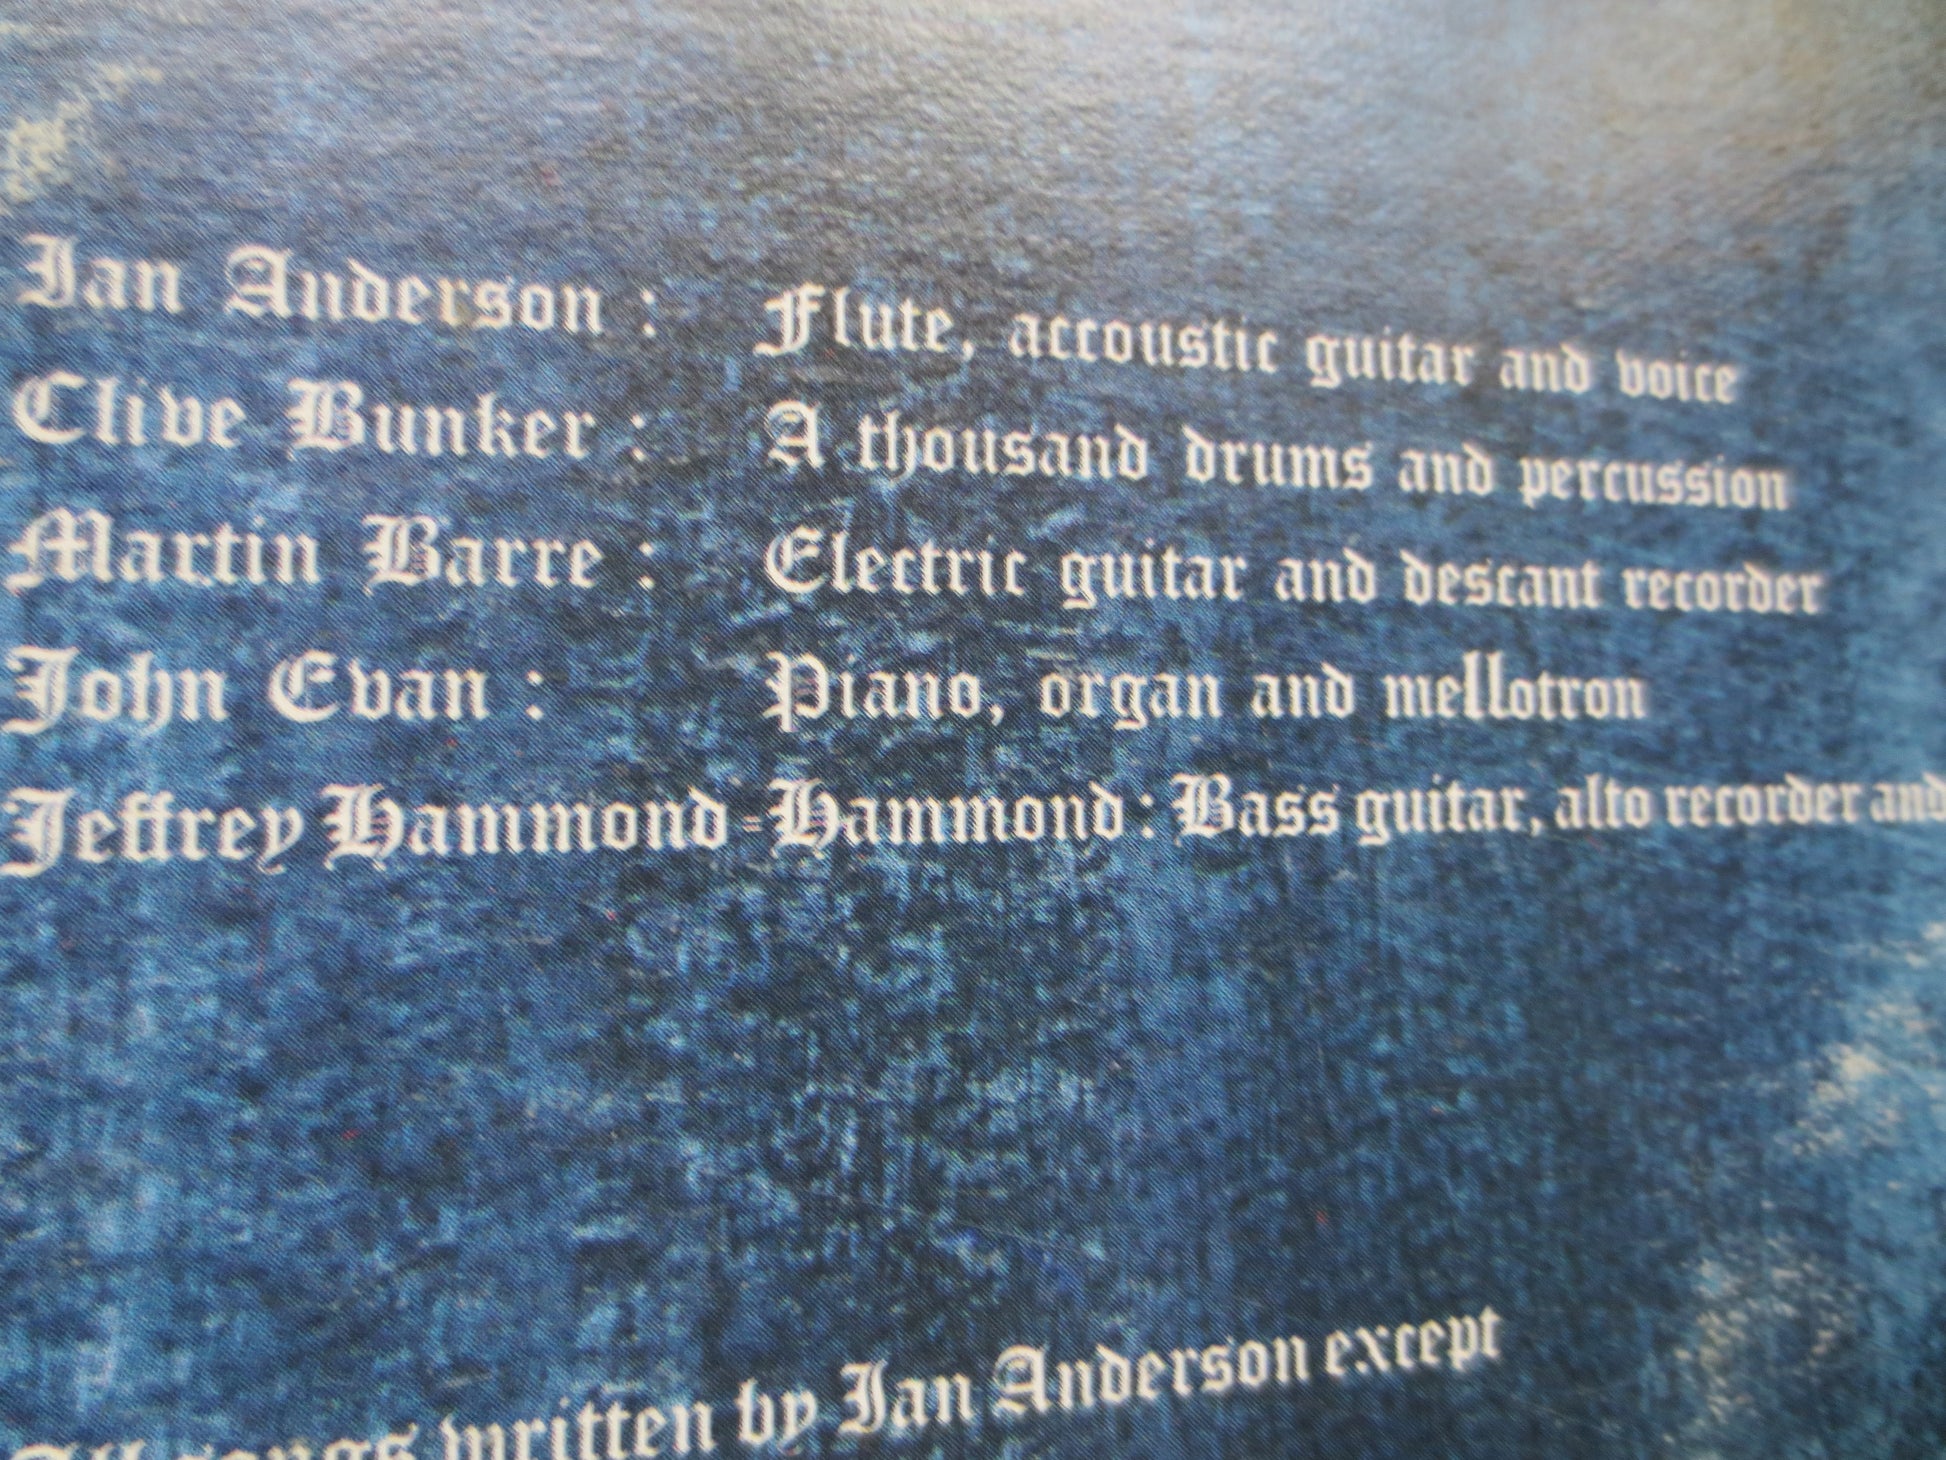 Ian Anderson : Flute, accoustic guitar and voice
Clive Bunker : A thousand drums and percussion
Martin Barre : Electric guitar and descant recorder
John Evan : Piano, organ and mellotron
Jeffrey Hammond-Hammond : Bass guitar, alto recorder and
All songs written by Ian Anderson except